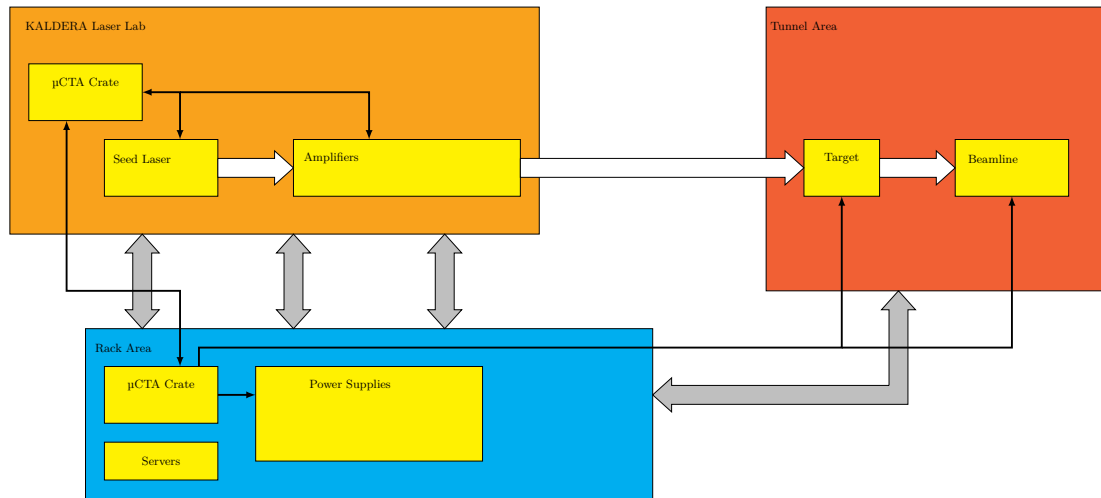 KALDERA Laser Lab
Tunnel Area
µCTA Crate
Seed Laser
Amplifiers
Target
Beamline
Rack Area
µCTA Crate
Power Supplies
Servers